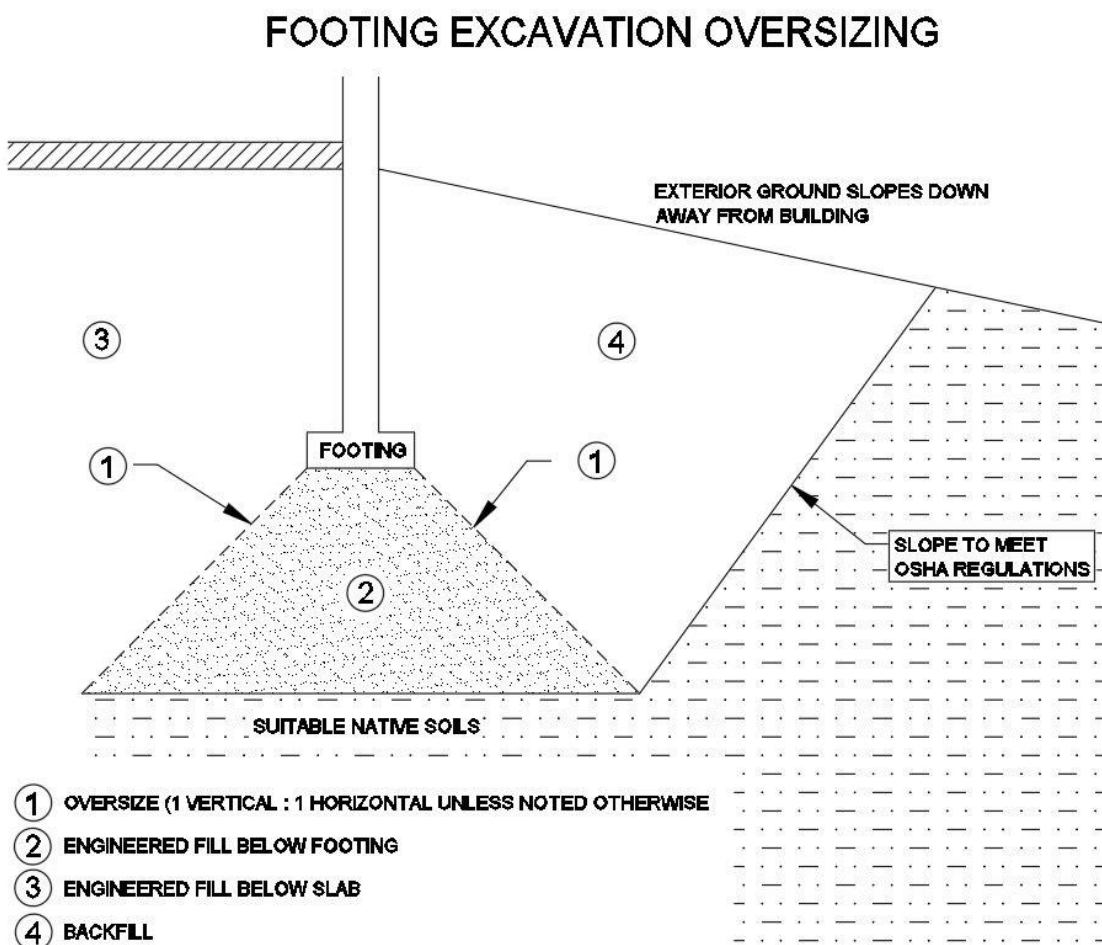 FOOTING EXCAVATION OVERSIZING
EXTERIOR GROUND SLOPES DOWN
AWAY FROM BUILDING
3
4
FOOTING
1
1
SLOPE TO MEET
OSHA REGULATIONS
2
SUITABLE NATIVE SOILS
1 OVERSIZE (1 VERTICAL : 1 HORIZONTAL UNLESS NOTED OTHERWISE
2 ENGINEERED FILL BELOW FOOTING
3 ENGINEERED FILL BELOW SLAB
4 BACKFILL